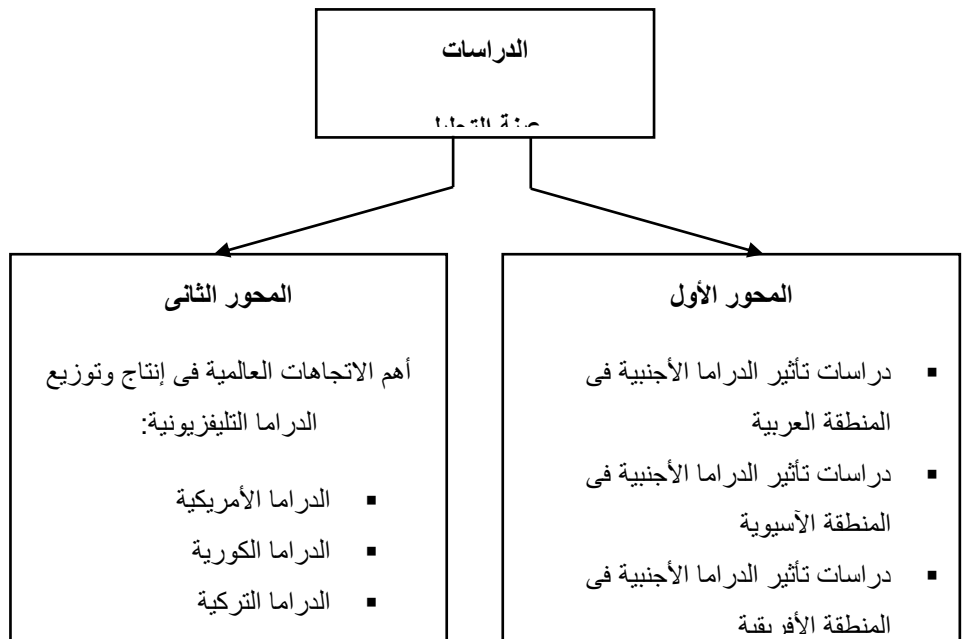 الدراسات
عينة التحليل
المحور الأول
▪ دراسات تأثير الدراما الأجنبية فى
المنطقة العربية
▪ دراسات تأثير الدراما الأجنبية فى
المنطقة الآسيوية
▪ دراسات تأثير الدراما الأجنبية فى
المنطقة الأفريقية
المحور الثانى
أهم الاتجاهات العالمية فى إنتاج وتوزيع
الدراما التليفزيونية:
▪ الدراما الأمريكية
▪ الدراما الكورية
▪ الدراما التركية